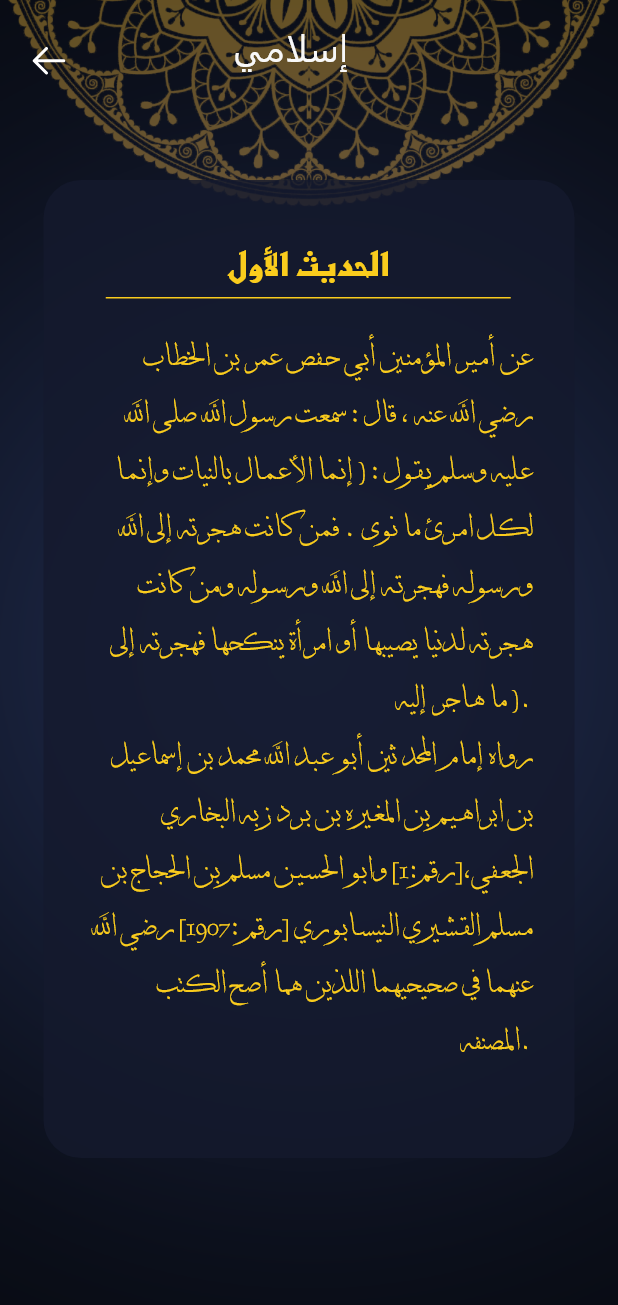 إسلامي
الحديث الأول
عن أمير المؤمنين أبي حفص عمر بن الخطاب
رضي الله عنه ، قال : سمعت رسول الله صلى الله
عليه وسلم يقول : ( إنما الأعمال بالنيات وإنما
لكل امرئ ما نوى . فمن كانت هجرته إلى الله
ورسوله فهجرته إلى الله ورسوله ومن كانت
هجرته لدنيا يصيبها أو امرأة ينكحها فهجرته إلى
ما هاجر إليه ).
رواه إمام المحدثين أبو عبد الله محمد بن إسماعيل
بن ابراهيم بن المغيره بن برد زبه البخاري
الجعفي،[رقم:1] وابو الحسين مسلم بن الحجاج بن
مسلم القشيري النيسابوري [رقم:1907] رضي الله
عنهما في صحيحيهما اللذين هما أصح الكتب
المصنفه.